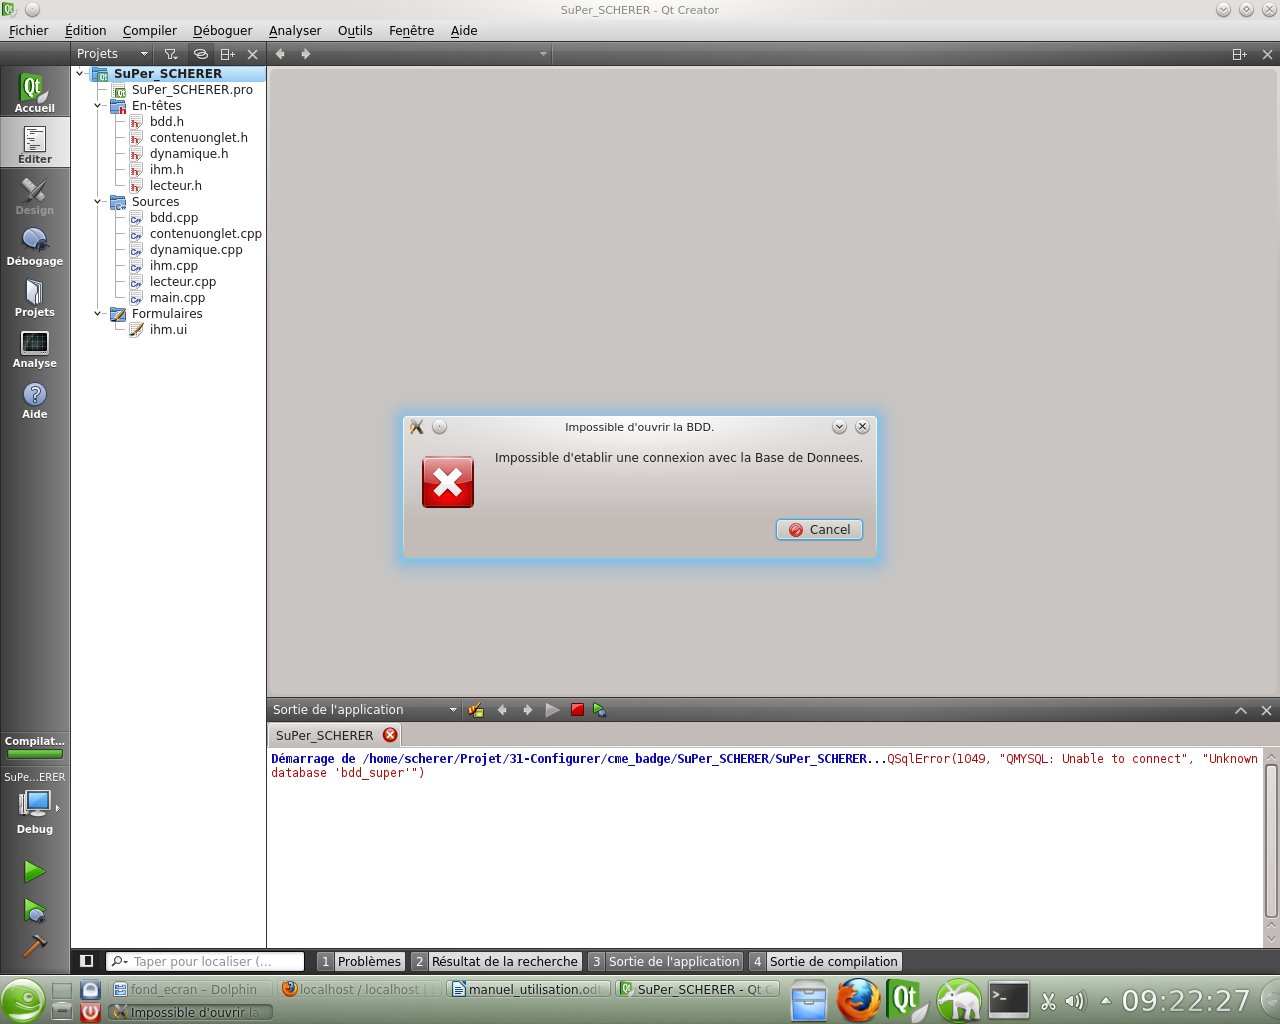 SuPer_SCHERER - Qt Creator
Fichier Édition Compiler Déboguer Analyser Outils Fenêtre Aide
Projets
SuPer_SCHERER
SuPer_SCHERER.pro
En-têtes
bdd.h
contenuonglet.h
dynamique.h
ihm.h
lecteur.h
Sources
bdd.cpp
contenuonglet.cpp
dynamique.cpp
ihm.cpp
lecteur.cpp
main.cpp
Formulaires
ihm.ui
Qt
Accueil
Éditer
Design
Débogage
Projets
Analyse
Aide
Impossible d'ouvrir la BDD.
Impossible d'etablir une connexion avec la Base de Donnees.
Cancel
Sortie de l'application
SuPer_SCHERER
Démarrage de /home/scherer/Projet/31-Configurer/cme_badge/SuPer_SCHERER/SuPer_SCHERER...QSqlError(1049, "QMYSQL: Unable to connect", "Unknown
database 'bdd_super'")
Compilat...
SuPe...ERER
Debug
Taper pour localiser (...
1 Problèmes 2 Résultat de la recherche 3 Sortie de l'application 4 Sortie de compilation
fond_ecran – Dolphin localhost / localhost | manuel_utilisation.odt SuPer_SCHERER - Qt C
Impossible d'ouvrir la
Qt
09:22:27